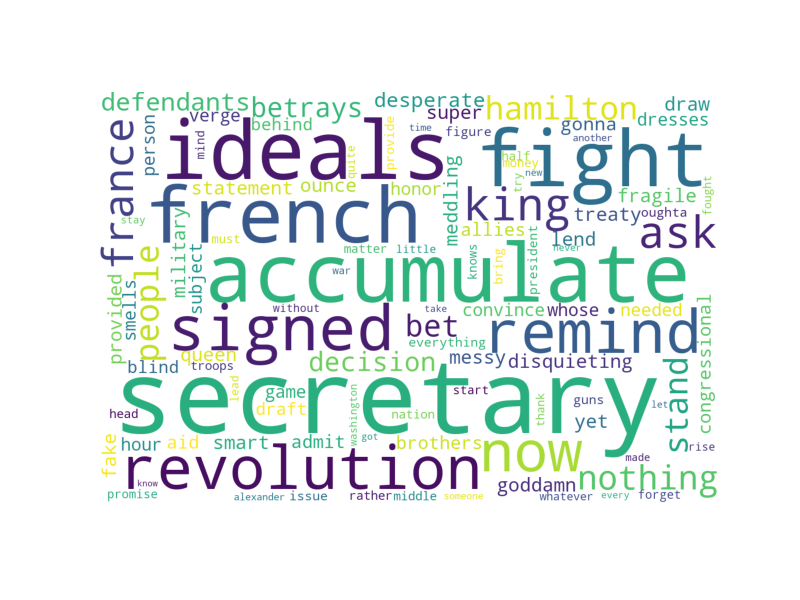 defendants betrays desperate super hamilton draw
verge behind figure gonna dresses
person mind time provide another
ideals fight
france statement ounce quite honor meddling half money try new fragile fought
french king treaty oughta ask
military subject allies lend
stay must matter little knows bring president never
people smells provided accumulate war
signed without take bet convince whose needed congressional
remind everything
queen decision messy disquieting
blind troops
secretary stand
lead game draft washington nation start thank guns yet let
head
fake hour aid smart admit got brothers rise
revolution now nothing
know goddamn made
promise alexander issue rather middle someone whatever every forget